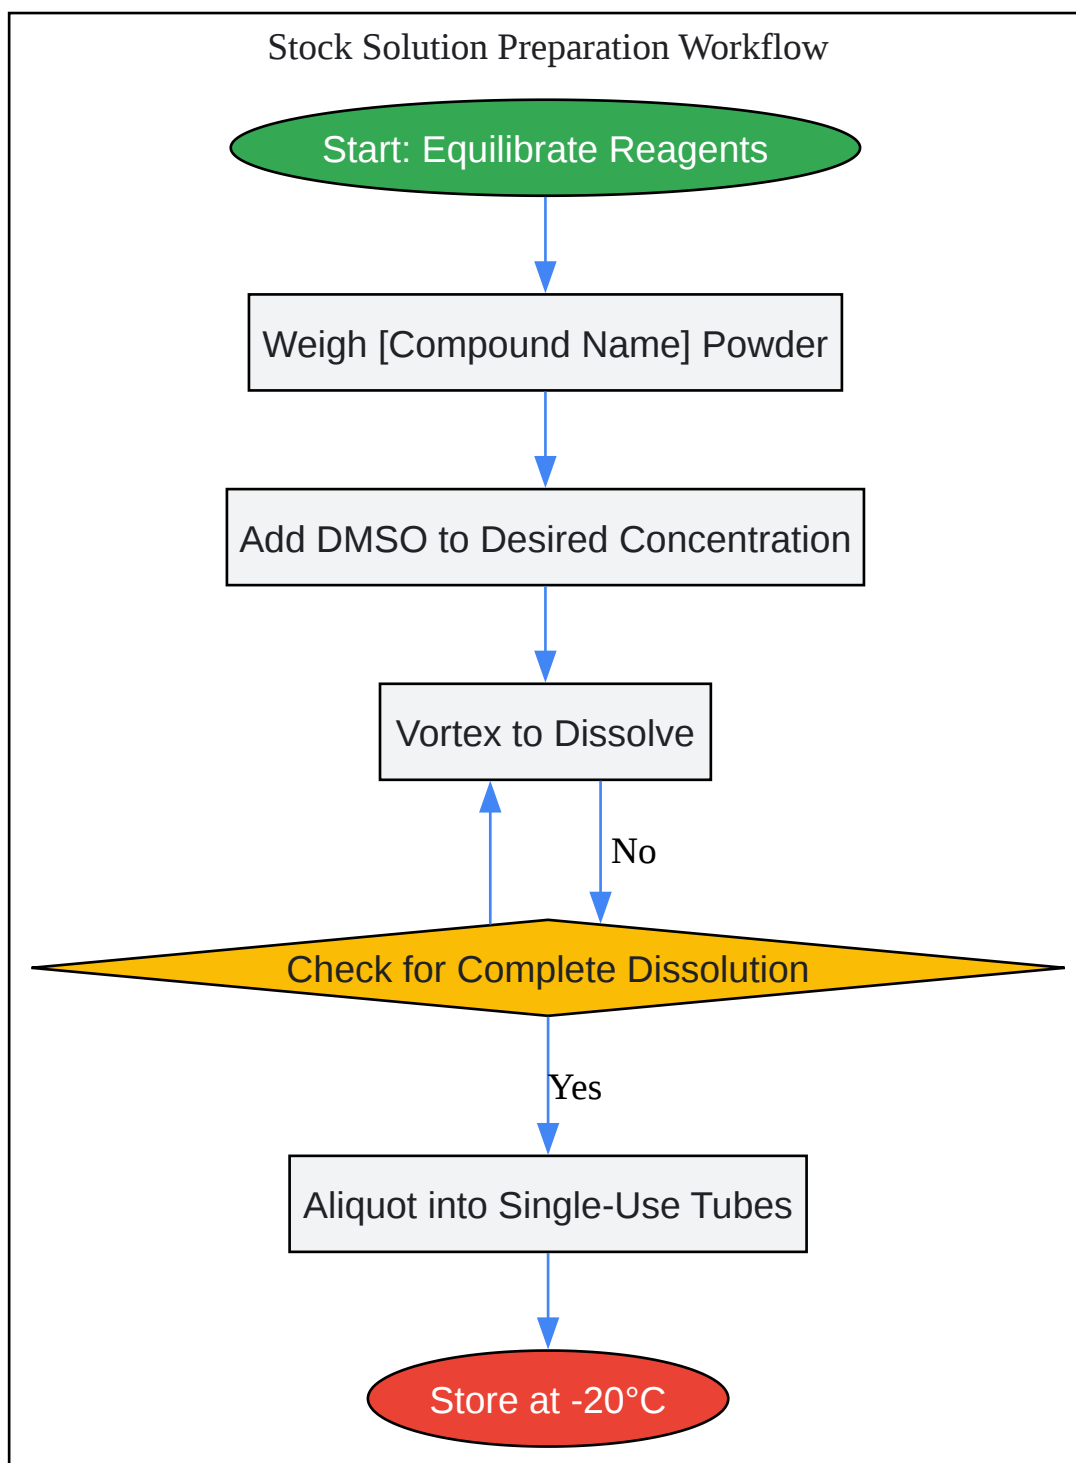 Stock Solution Preparation Workflow
Start: Equilibrate Reagents
Weigh [Compound Name] Powder
Add DMSO to Desired Concentration
Vortex to Dissolve
No
Check for Complete Dissolution
Yes
Aliquot into Single-Use Tubes
Store at -20°C